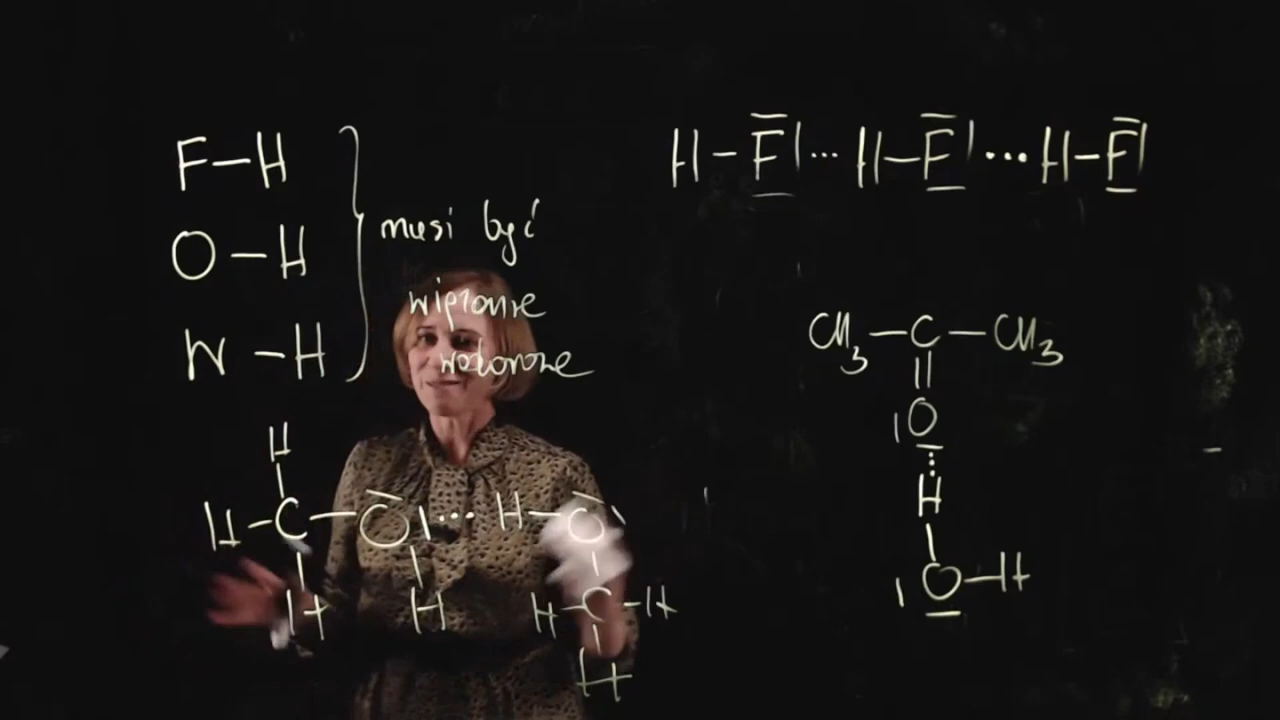 F–H
O–H
N–H
musi być
wiązanie
wodorowe
H–F ... H–F ... H–F
CH3–C–CH3
||
O
⋮
H
|
O–H
H
|
H–C–O ... H–O
H H H–C–H
H